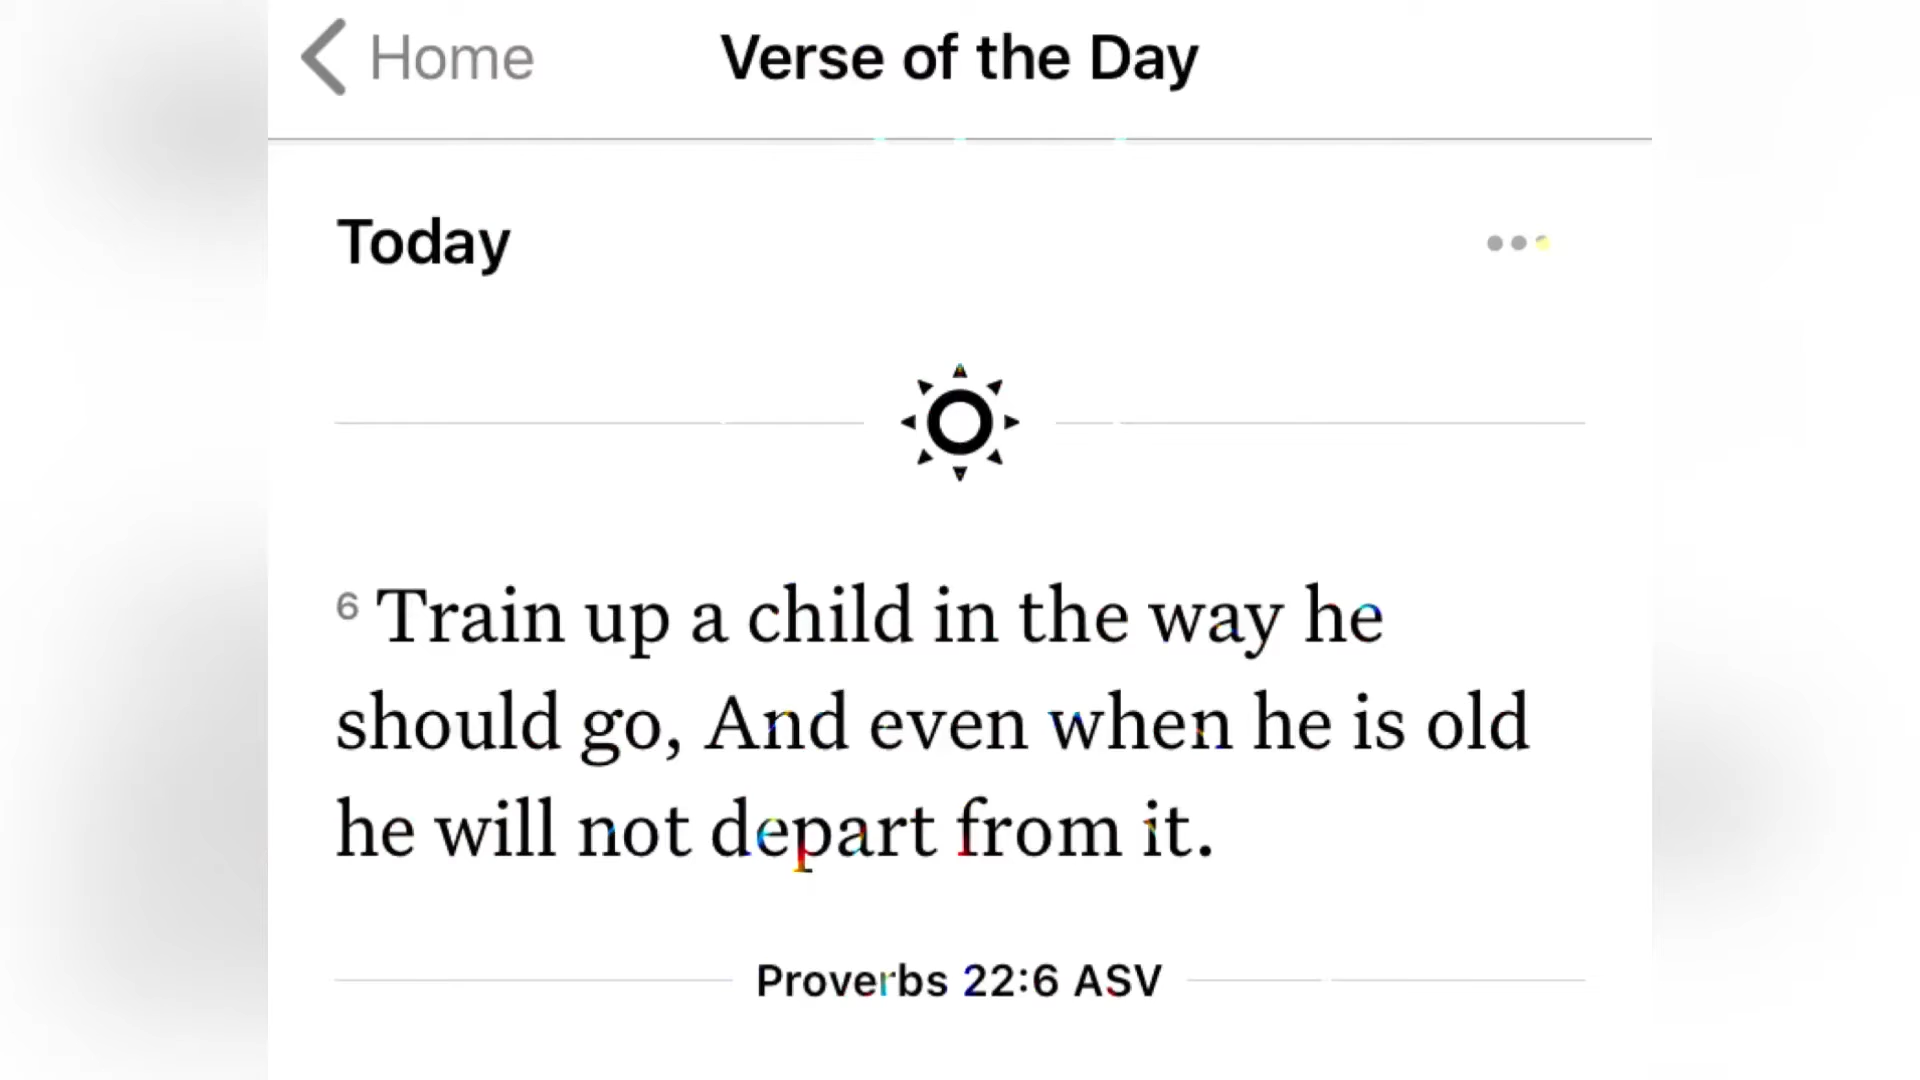 Home
Verse of the Day
Today
6 Train up a child in the way he
should go, And even when he is old
he will not depart from it.
Proverbs 22:6 ASV